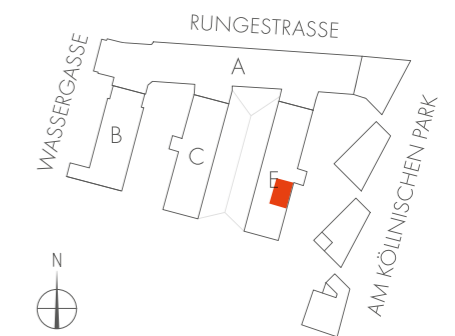 RUNGESTRASSE
WASSERGASSE
A
B
C
E
AM KÖLLNISCHEN PARK
N